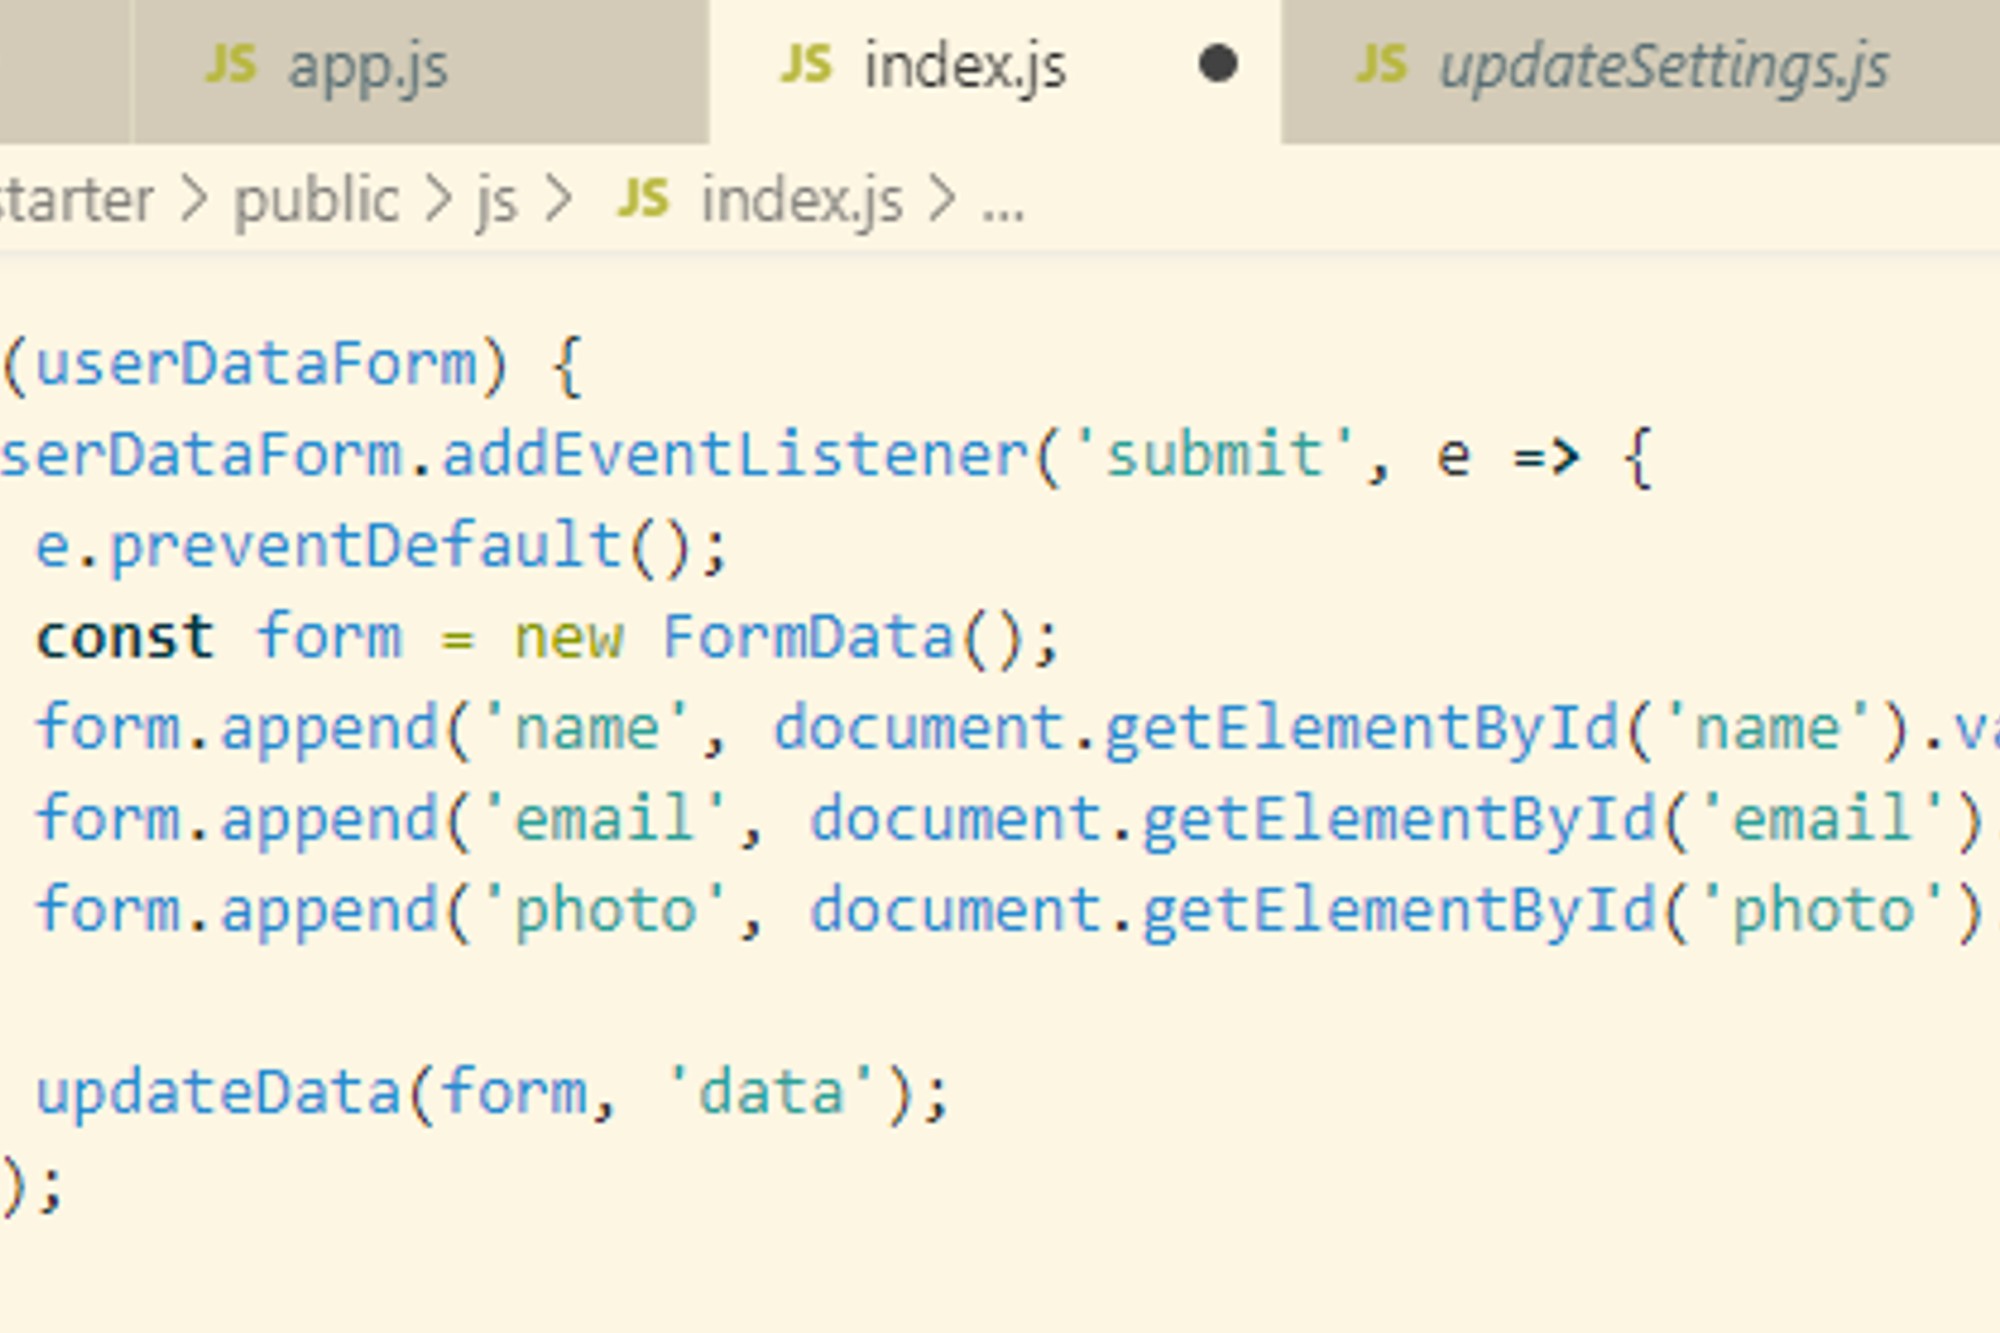 JS app.js JS index.js ● JS updateSettings.js
starter > public > js > JS index.js > ...
(userDataForm) {
serDataForm.addEventListener('submit', e => {
e.preventDefault();
const form = new FormData();
form.append('name', document.getElementById('name').va
form.append('email', document.getElementById('email')
form.append('photo', document.getElementById('photo')
updateData(form, 'data');
);